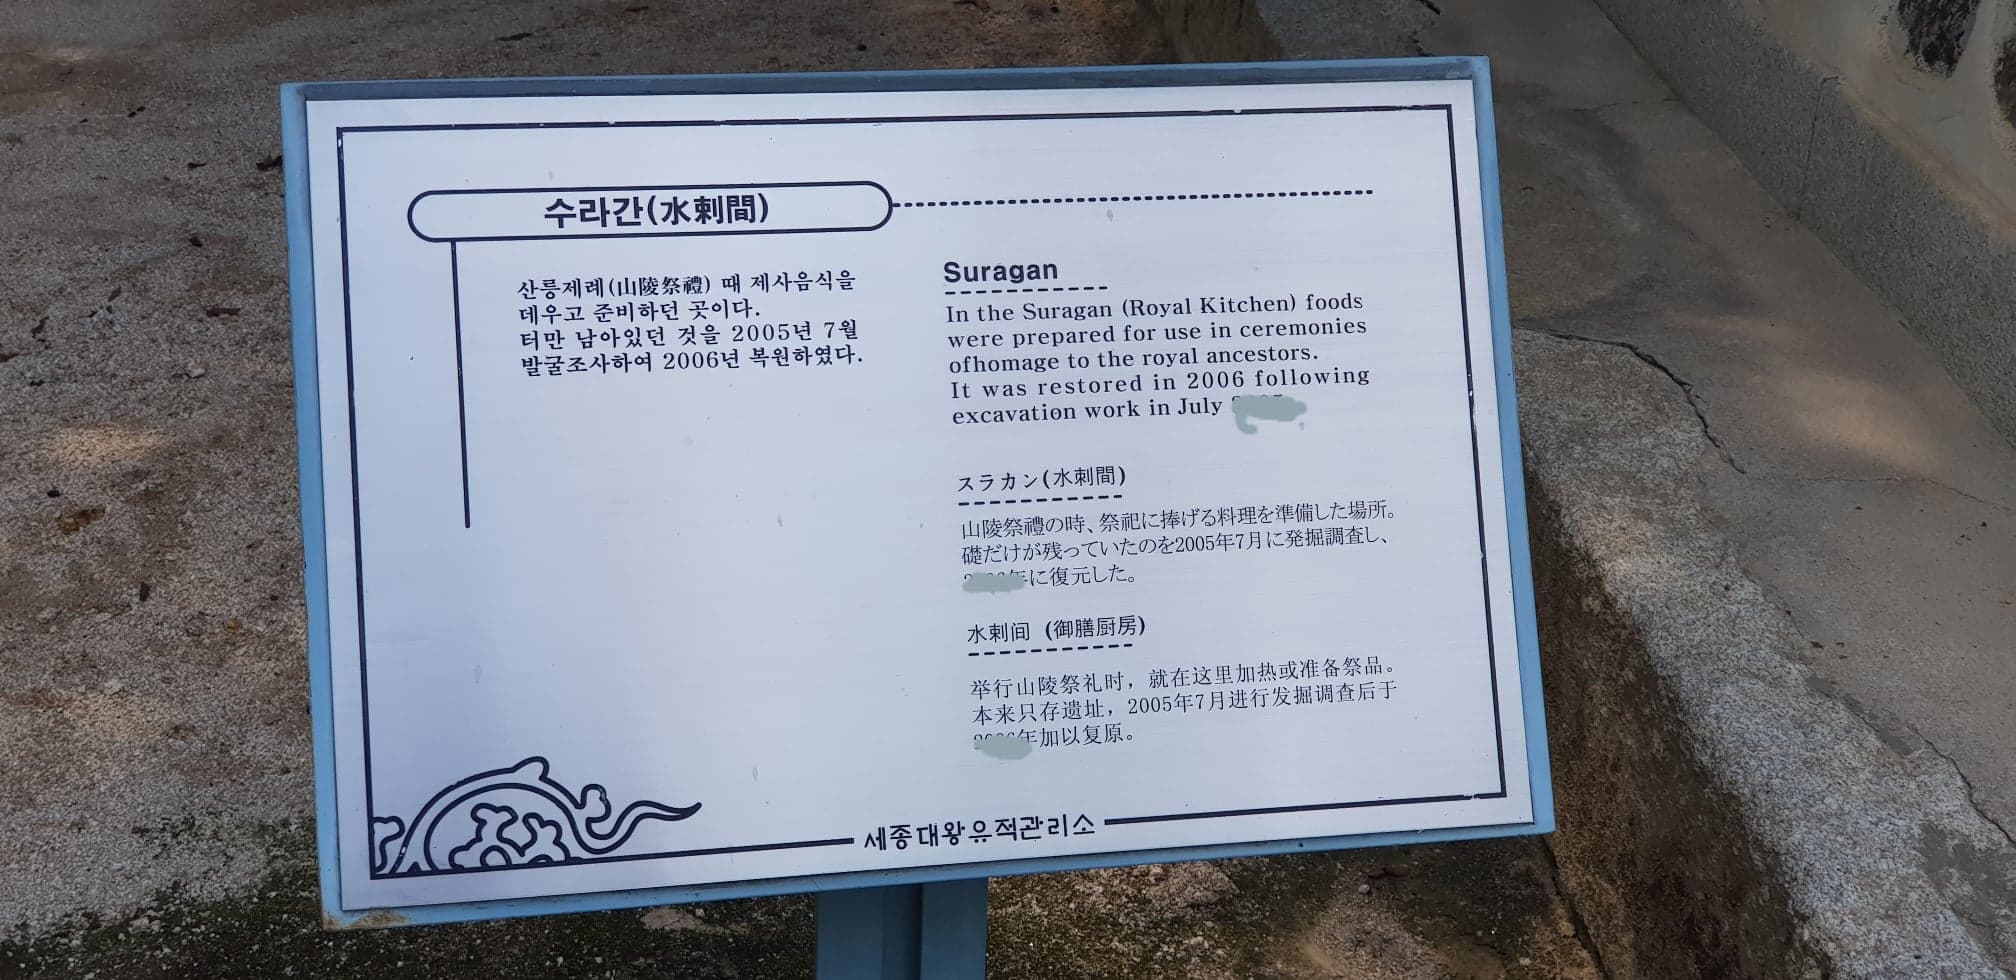 수라간(水剌間)
산릉제례(山陵祭禮) 때 제사음식을
데우고 준비하던 곳이다.
터만 남아있던 것을 2005년 7월
발굴조사하여 2006년 복원하였다.
Suragan
In the Suragan (Royal Kitchen) foods
were prepared for use in ceremonies
ofhomage to the royal ancestors.
It was restored in 2006 following
excavation work in July
スラカン(水剌間)
山陵祭禮の時、祭祀に捧げる料理を準備した場所。
礎だけが残っていたのを2005年7月に発掘調査し、
年に復元した。
水剌间 (御膳厨房)
举行山陵祭礼时，就在这里加热或准备祭品。
本来只存遗址，2005年7月进行发掘调查后于
年加以复原。
세종대왕유적관리소